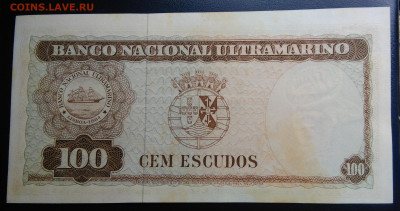 COINS.LAVE.RU
BANCO NACIONAL ULTRAMARINO
BANCO NACIONAL ULTRAMARINO
100
CEM ESCUDOS
100